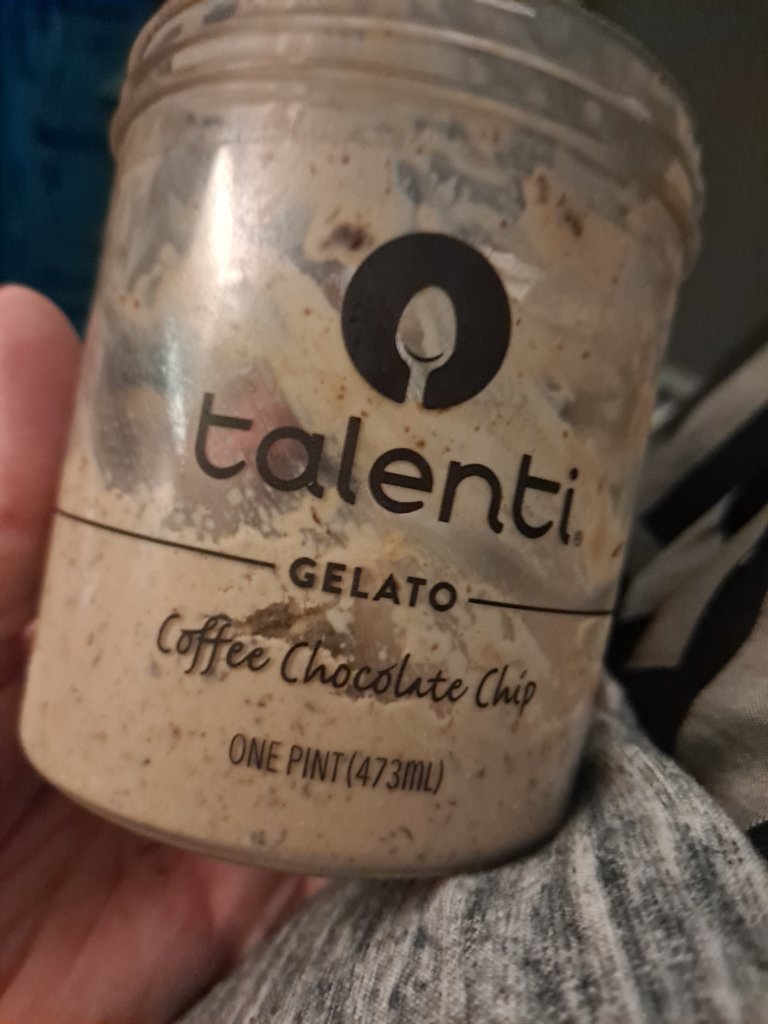 talenti®
GELATO
Coffee Chocolate Chip
ONE PINT (473mL)